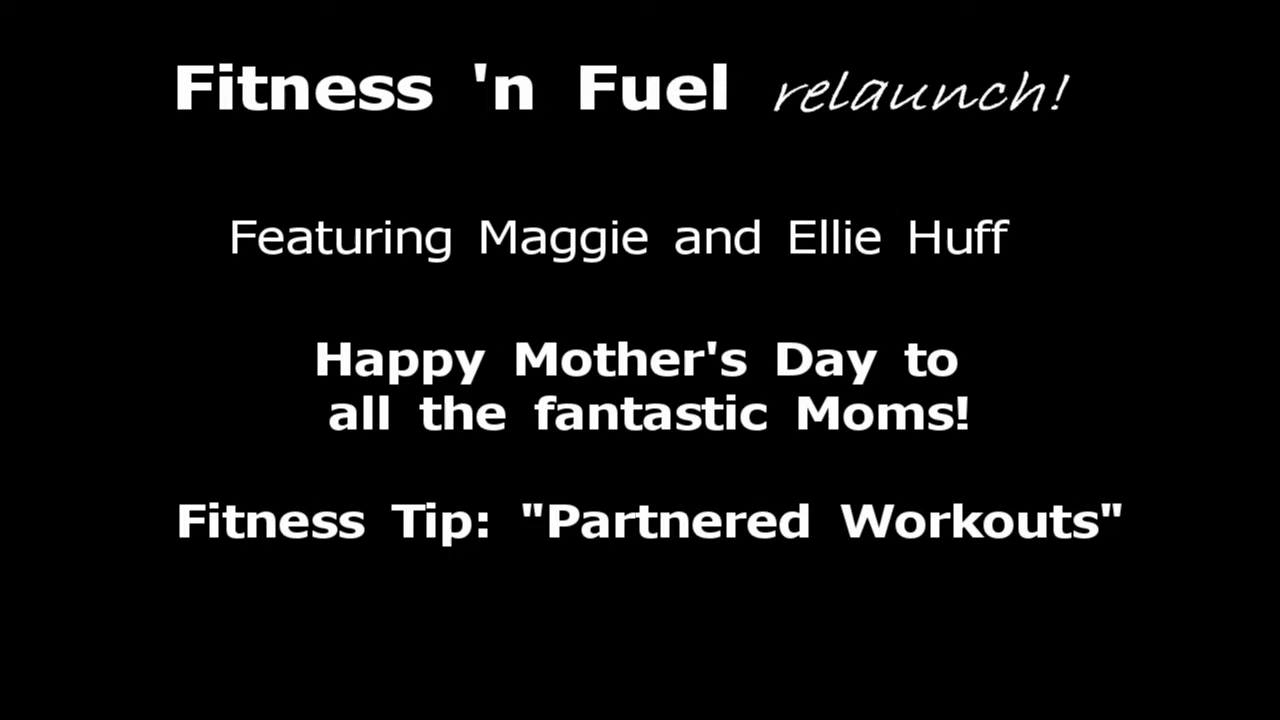 Fitness 'n Fuel relaunch!
Featuring Maggie and Ellie Huff
Happy Mother's Day to
all the fantastic Moms!
Fitness Tip: "Partnered Workouts"